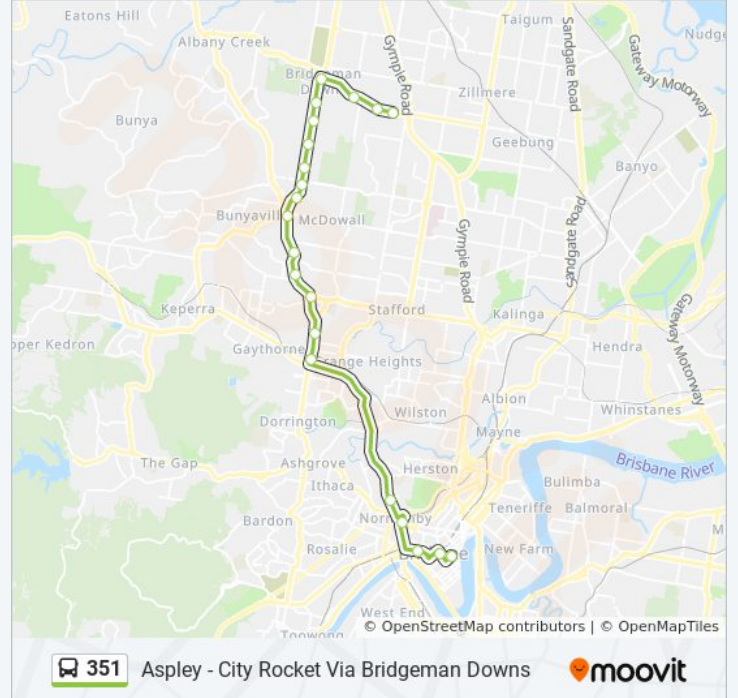 Eatons Hill
Taigum
Albany Creek
Nudge
Sandgate Road
Gateway Motorway
Gympie Road
Bridgeman
Downs
Zillmere
Bunya
Geebung
Banyo
Bunyaville
McDowall
Gympie Road
Sandgate Road
Keperra
Stafford
Kalinga
Gateway Motorway
pper Kedron
Gaythorne
range Heights
Hendra
Albion
Wilston
Whinstanes
Dorrington
Mayne
The Gap
Ashgrove
Herston
Brisbane River
Ithaca
Bulimba
Bardon
Normanby
Teneriffe
Balmoral
M
Rosalie
New Farm
West End
Toowong
© OpenStreetMap contributors | © OpenMapTiles
351 Aspley - City Rocket Via Bridgeman Downs
moovit